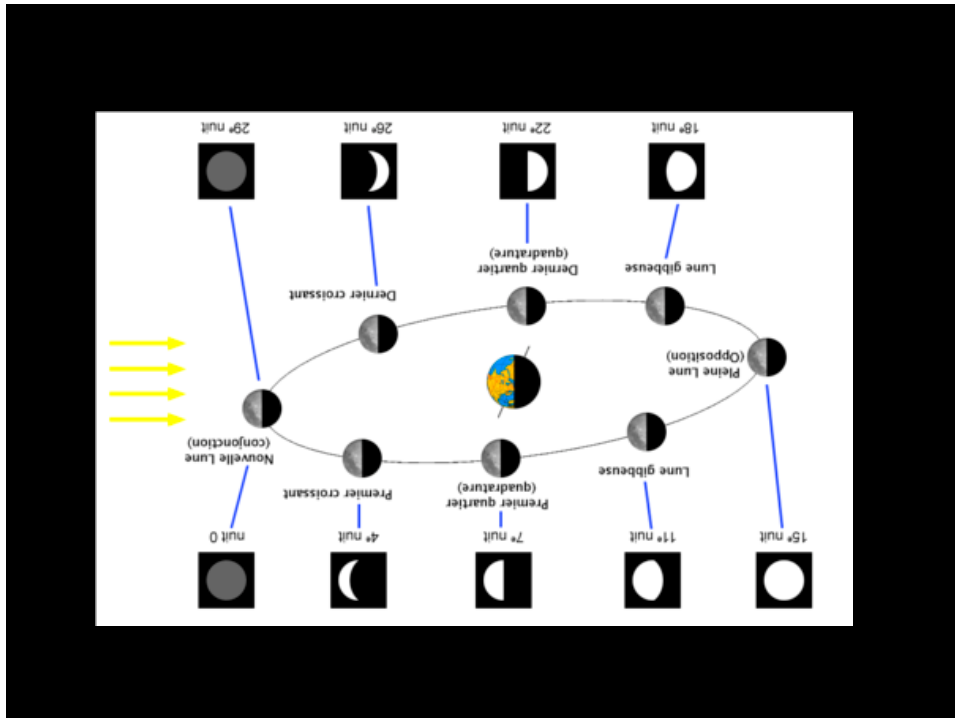 15e nuit
11e nuit
7e nuit
4e nuit
nuit 0
Premier quartier
(quadrature)
Premier croissant
Lune gibbeuse
Nouvelle Lune
(conjonction)
Pleine Lune
(Opposition)
Dernier croissant
Lune gibbeuse
Dernier quartier
(quadrature)
18e nuit
22e nuit
26e nuit
29e nuit